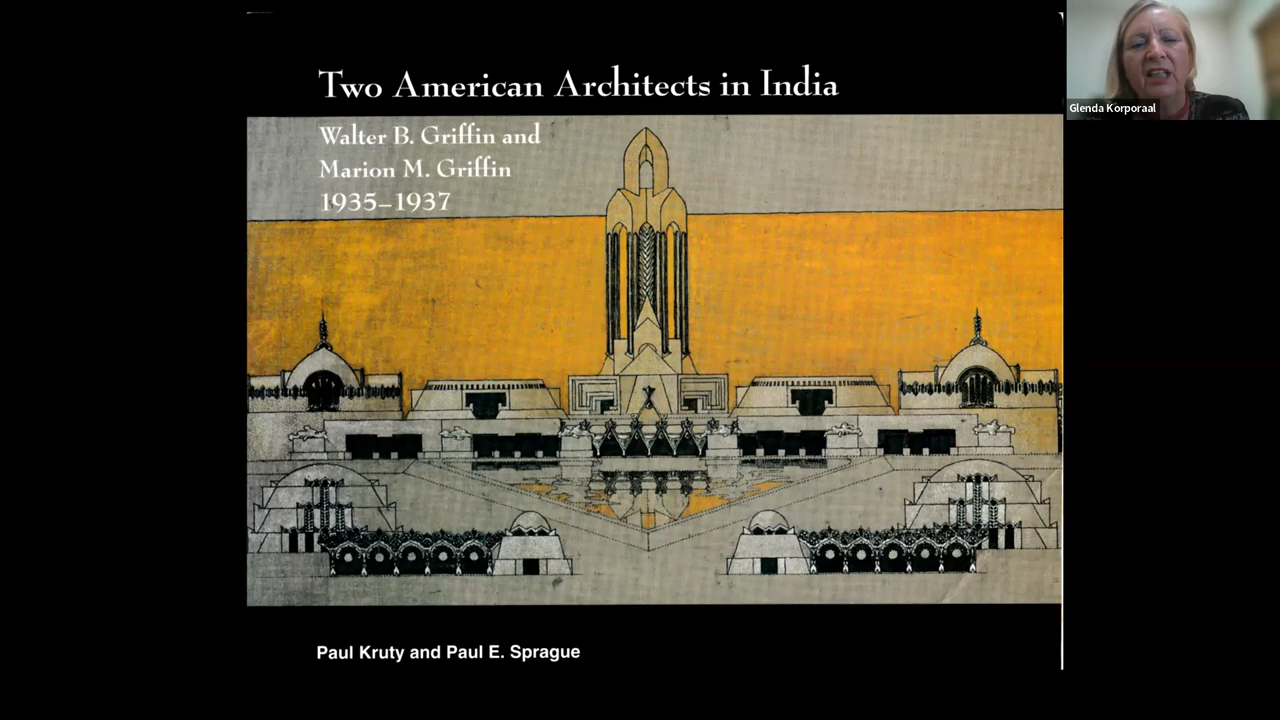 Two American Architects in India
Walter B. Griffin and
Marion M. Griffin
1935–1937
Paul Kruty and Paul E. Sprague
Glenda Korporaal